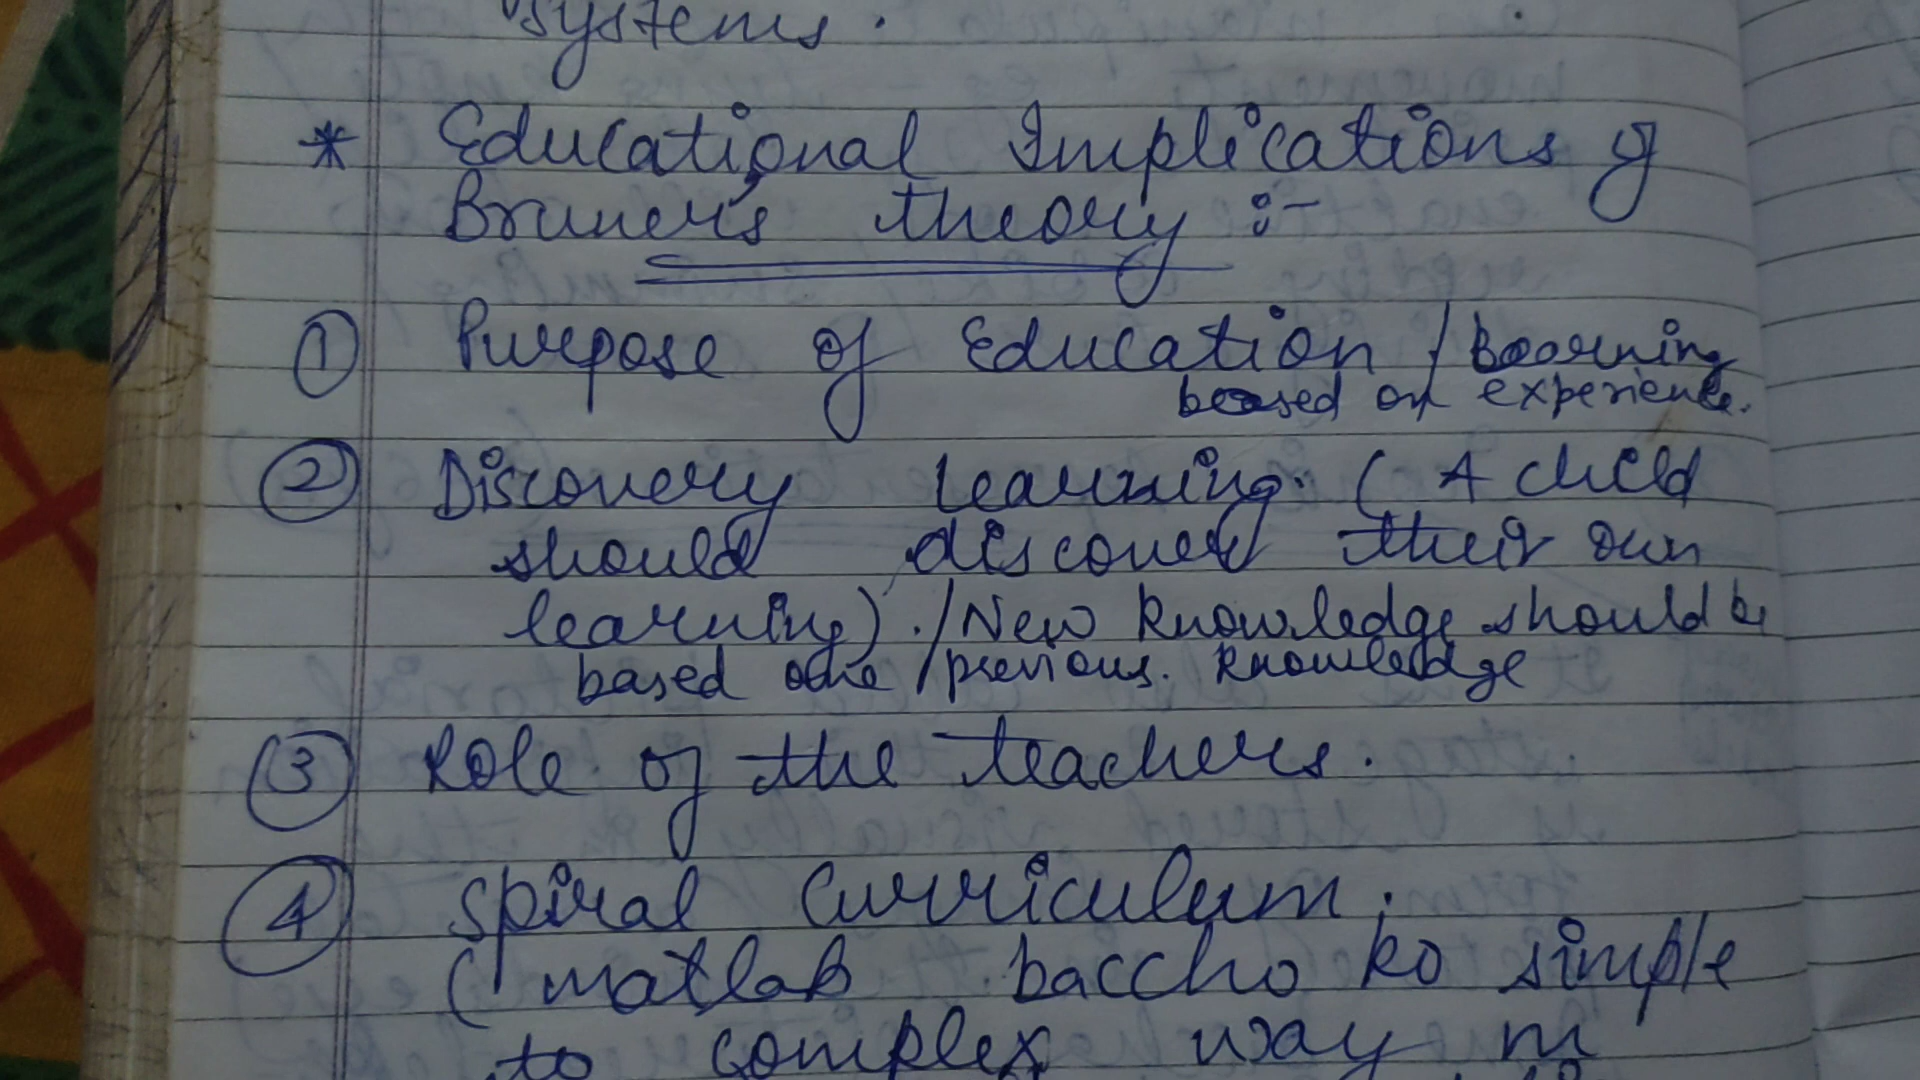 systems.
* Educational Implications of
Bruner's theory :-
① Purpose of Education / Learning
based on experience.
② Discovery learning. (A child
should discover their own
learning). / New knowledge should be
based one / previous. knowledge
③ Role of the teachers.
④ Spiral Curriculum.
( matlab baccho ko simple
to complex way m